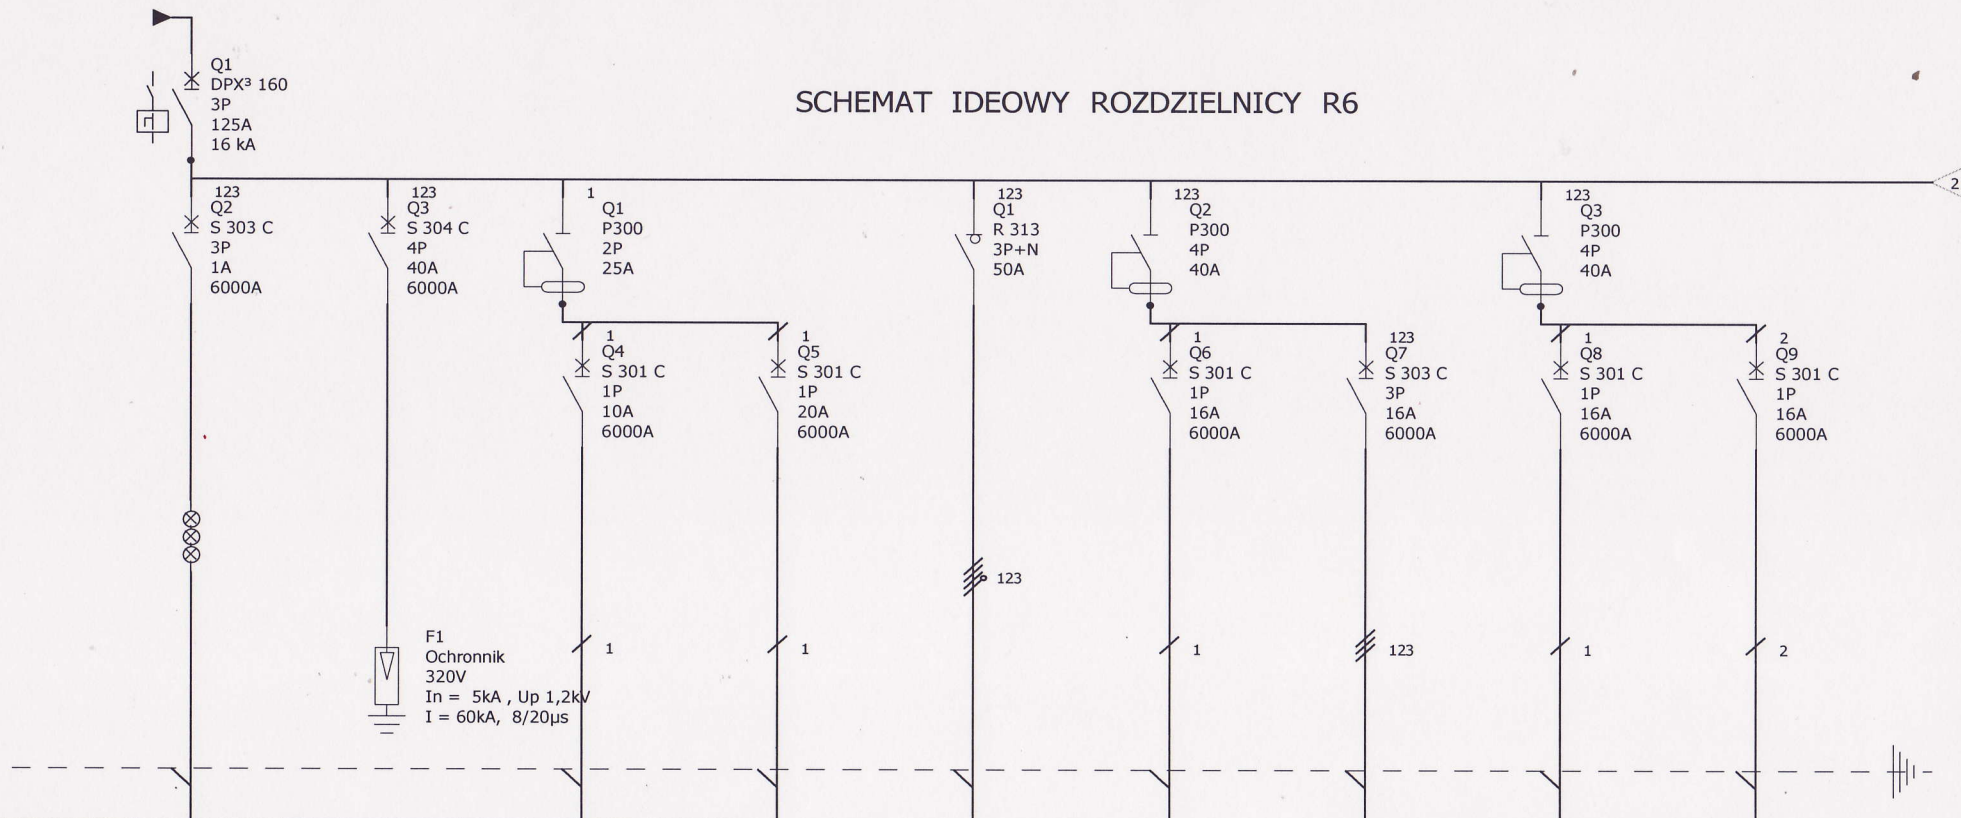 Q1
DPX³ 160
3P
125A
16 kA
SCHEMAT IDEOWY ROZDZIELNICY R6
2
123
Q2
S 303 C
3P
1A
6000A
123
Q3
S 304 C
4P
40A
6000A
1
Q1
P300
2P
25A
123
Q1
R 313
3P+N
50A
123
Q2
P300
4P
40A
123
Q3
P300
4P
40A
1
Q4
S 301 C
1P
10A
6000A
1
Q5
S 301 C
1P
20A
6000A
1
Q6
S 301 C
1P
16A
6000A
123
Q7
S 303 C
3P
16A
6000A
1
Q8
S 301 C
1P
16A
6000A
2
Q9
S 301 C
1P
16A
6000A
123
F1
Ochronnik
320V
In = 5kA , Up 1,2kV
I = 60kA, 8/20µs
1
1
1
123
1
2